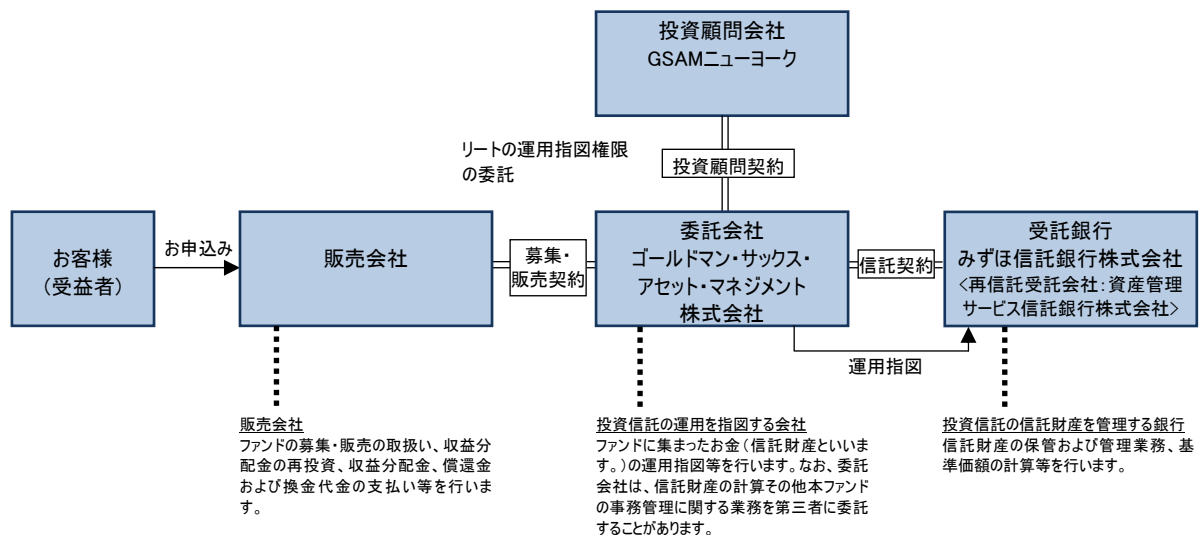 投資顧問会社
GSAMニューヨーク
リートの運用指図権限
の委託
投資顧問契約
お客様
(受益者)
お申込み
販売会社
募集・
販売契約
委託会社
ゴールドマン・サックス・
アセット・マネジメント
株式会社
信託契約
受託銀行
みずほ信託銀行株式会社
<再信託受託会社:資産管理
サービス信託銀行株式会社>
運用指図
販売会社
ファンドの募集・販売の取扱い、収益分
配金の再投資、収益分配金、償還金
および換金代金の支払い等を行いま
す。
投資信託の運用を指図する会社
ファンドに集まったお金(信託財産といいま
す。)の運用指図等を行います。なお、委託
会社は、信託財産の計算その他本ファンド
の事務管理に関する業務を第三者に委託
することがあります。
投資信託の信託財産を管理する銀行
信託財産の保管および管理業務、基
準価額の計算等を行います。